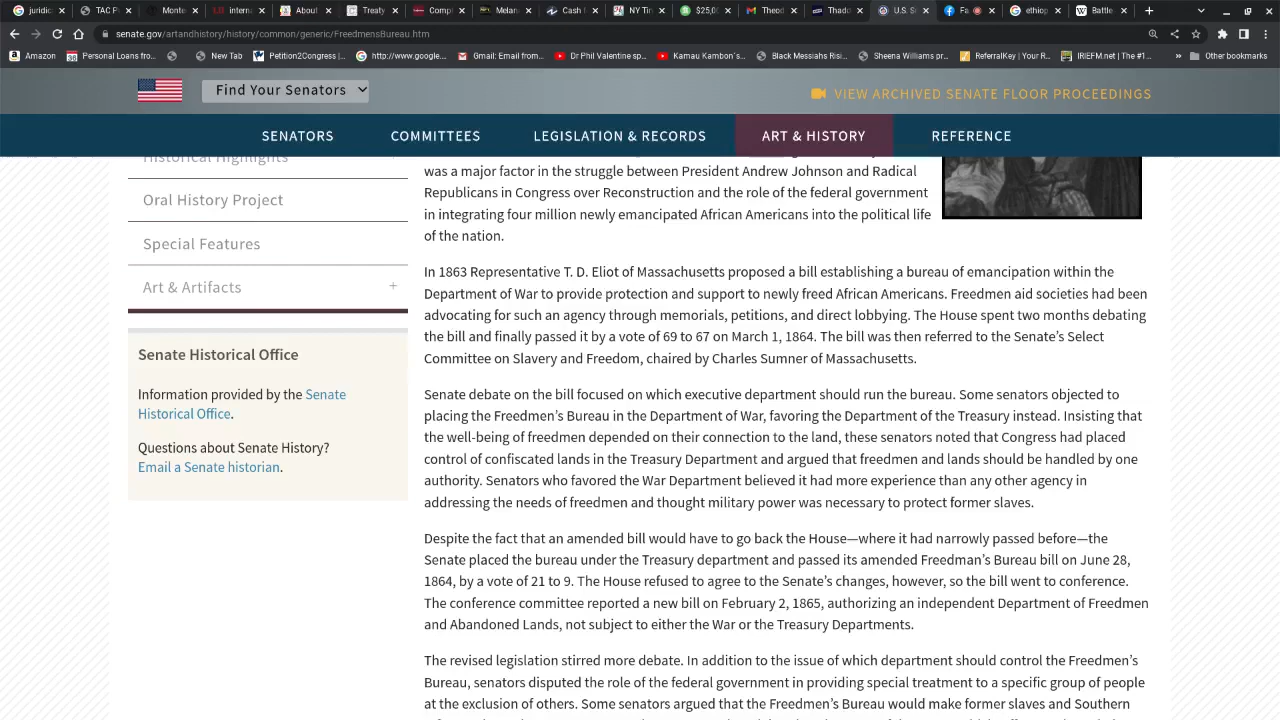 juridic
TAC P
Monte
intern
About
Treaty
Comp
Melan
Cash
NY Tin
$25,0
Theod
Thado
U.S. S
Fa
ethiop
Battle
senate.gov/artandhistory/history/common/generic/FreedmensBureau.htm
Amazon
Personal Loans fro...
New Tab
Petition2Congress |...
http://www.google...
Gmail: Email from...
Dr Phil Valentine sp...
Kamau Kambon´s...
Black Messiahs Risi...
Sheena Williams pr...
ReferralKey | Your R...
IRIEFM.net | The #1...
»
Other bookmarks
Find Your Senators
VIEW ARCHIVED SENATE FLOOR PROCEEDINGS
SENATORS
COMMITTEES
LEGISLATION & RECORDS
ART & HISTORY
REFERENCE
Historical Highlights
Oral History Project
Special Features
Art & Artifacts +
Senate Historical Office
Information provided by the Senate
Historical Office.
Questions about Senate History?
Email a Senate historian.
was a major factor in the struggle between President Andrew Johnson and Radical
Republicans in Congress over Reconstruction and the role of the federal government
in integrating four million newly emancipated African Americans into the political life
of the nation.
In 1863 Representative T. D. Eliot of Massachusetts proposed a bill establishing a bureau of emancipation within the
Department of War to provide protection and support to newly freed African Americans. Freedmen aid societies had been
advocating for such an agency through memorials, petitions, and direct lobbying. The House spent two months debating
the bill and finally passed it by a vote of 69 to 67 on March 1, 1864. The bill was then referred to the Senate’s Select
Committee on Slavery and Freedom, chaired by Charles Sumner of Massachusetts.
Senate debate on the bill focused on which executive department should run the bureau. Some senators objected to
placing the Freedmen’s Bureau in the Department of War, favoring the Department of the Treasury instead. Insisting that
the well-being of freedmen depended on their connection to the land, these senators noted that Congress had placed
control of confiscated lands in the Treasury Department and argued that freedmen and lands should be handled by one
authority. Senators who favored the War Department believed it had more experience than any other agency in
addressing the needs of freedmen and thought military power was necessary to protect former slaves.
Despite the fact that an amended bill would have to go back the House—where it had narrowly passed before—the
Senate placed the bureau under the Treasury department and passed its amended Freedman’s Bureau bill on June 28,
1864, by a vote of 21 to 9. The House refused to agree to the Senate’s changes, however, so the bill went to conference.
The conference committee reported a new bill on February 2, 1865, authorizing an independent Department of Freedmen
and Abandoned Lands, not subject to either the War or the Treasury Departments.
The revised legislation stirred more debate. In addition to the issue of which department should control the Freedmen’s
Bureau, senators disputed the role of the federal government in providing special treatment to a specific group of people
at the exclusion of others. Some senators argued that the Freedmen’s Bureau would make former slaves and Southern